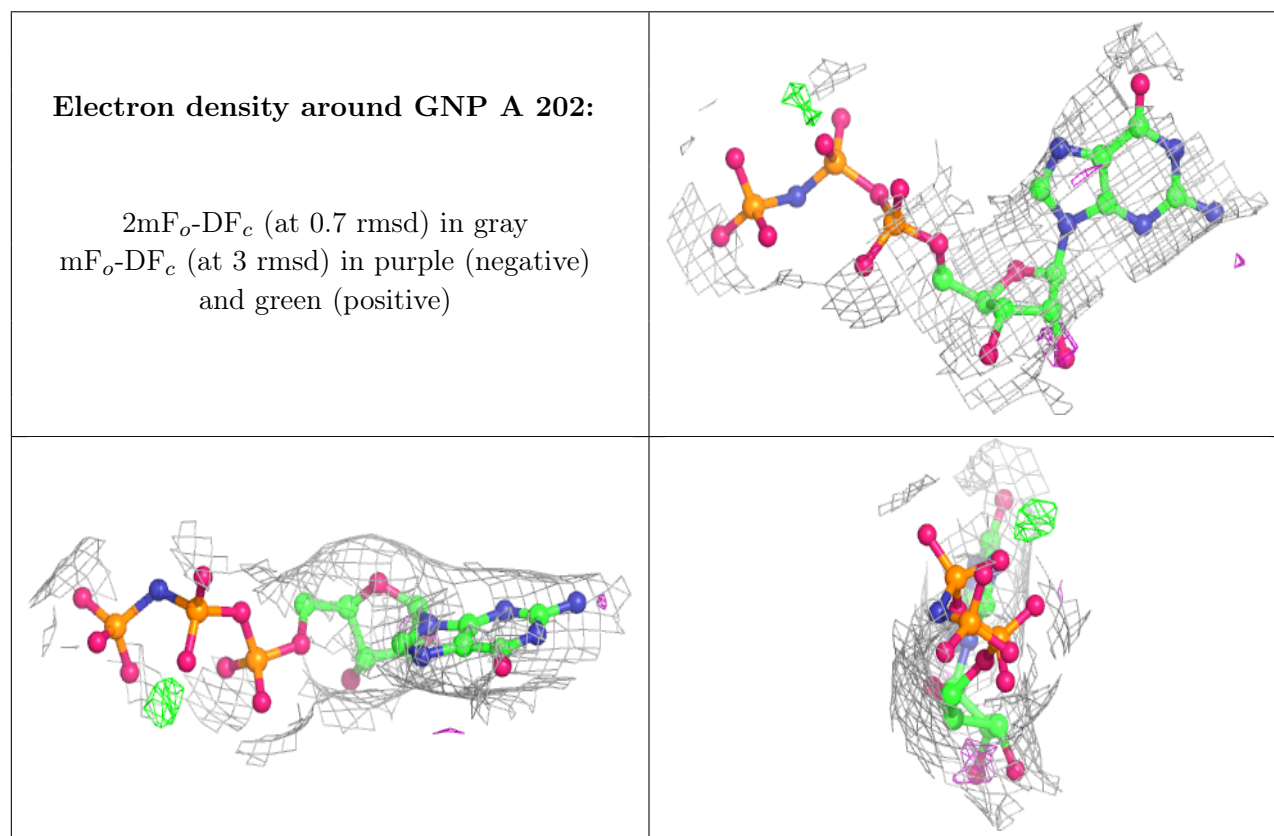 Electron density around GNP A 202:
2mFo-DFc (at 0.7 rmsd) in gray
mFo-DFc (at 3 rmsd) in purple (negative)
and green (positive)